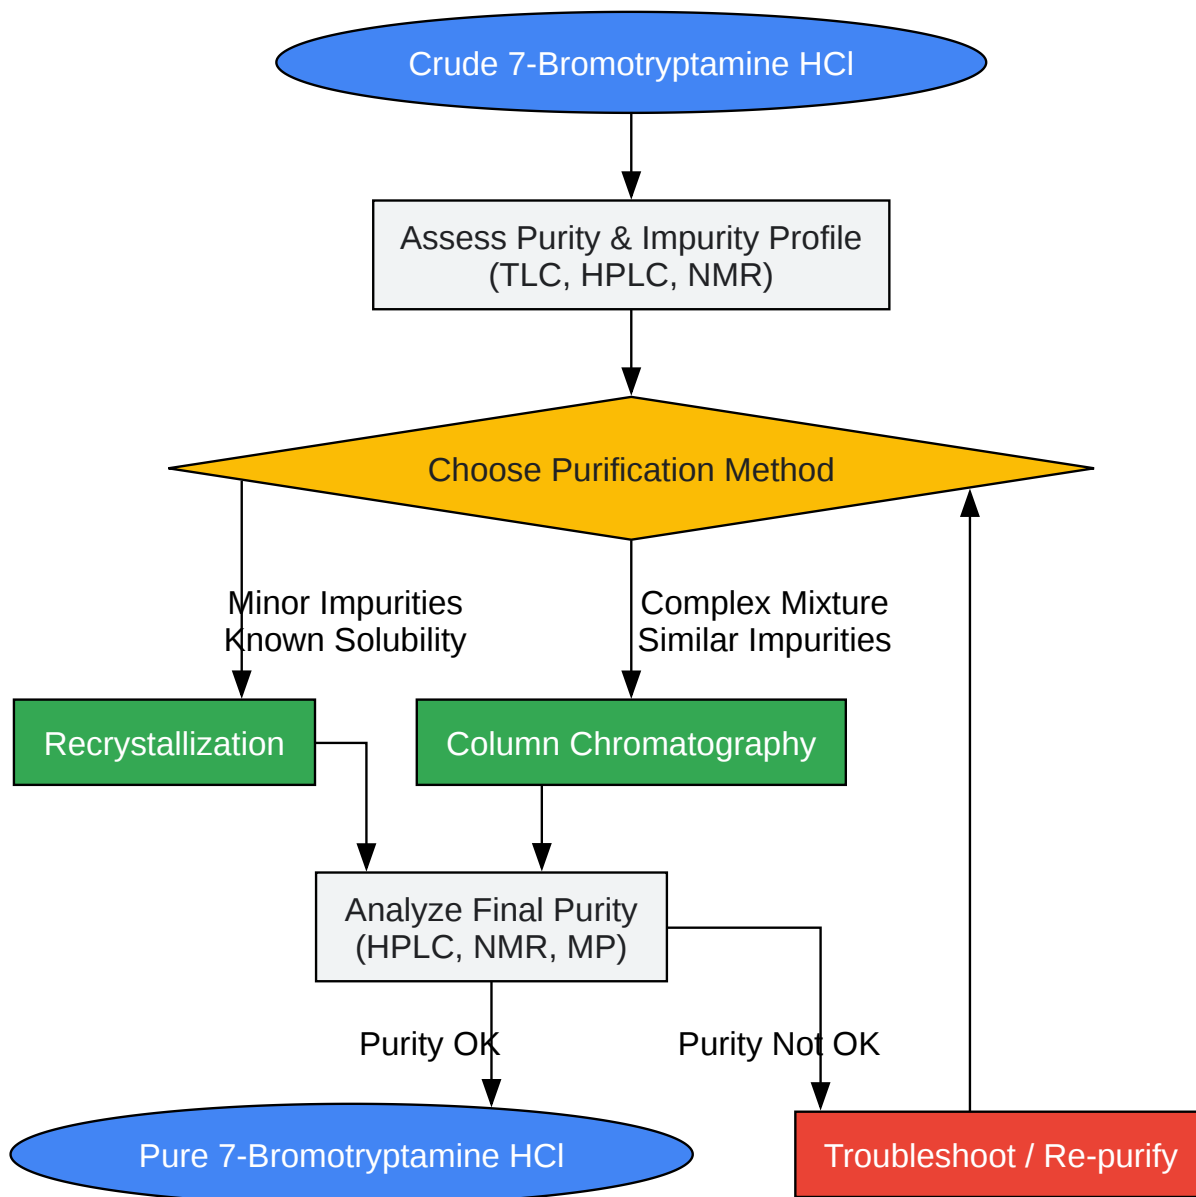 Crude 7-Bromotryptamine HCl
Assess Purity & Impurity Profile
(TLC, HPLC, NMR)
Choose Purification Method
Minor Impurities
Known Solubility
Complex Mixture
Similar Impurities
Recrystallization
Column Chromatography
Analyze Final Purity
(HPLC, NMR, MP)
Purity OK
Purity Not OK
Pure 7-Bromotryptamine HCl
Troubleshoot / Re-purify